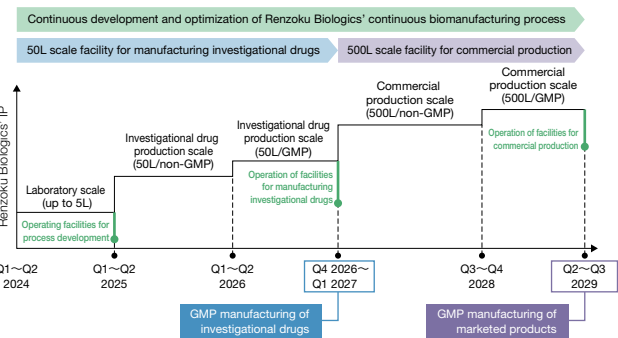 Continuous development and optimization of Renzoku Biologics' continuous biomanufacturing process
50L scale facility for manufacturing investigational drugs
500L scale facility for commercial production
Renzoku Biologics' IP
Laboratory scale
(up to 5L)
Operating facilities for
process development
Investigational drug
production scale
(50L/non-GMP)
Investigational drug
production scale
(50L/GMP)
Operation of facilities
for manufacturing
investigational drugs
Commercial
production scale
(500L/non-GMP)
Commercial
production scale
(500L/GMP)
Operation of facilities for
commercial production
Q1～Q2
2024
Q1～Q2
2025
Q1～Q2
2026
Q4 2026～
Q1 2027
Q3～Q4
2028
Q2～Q3
2029
GMP manufacturing of
investigational drugs
GMP manufacturing of
marketed products